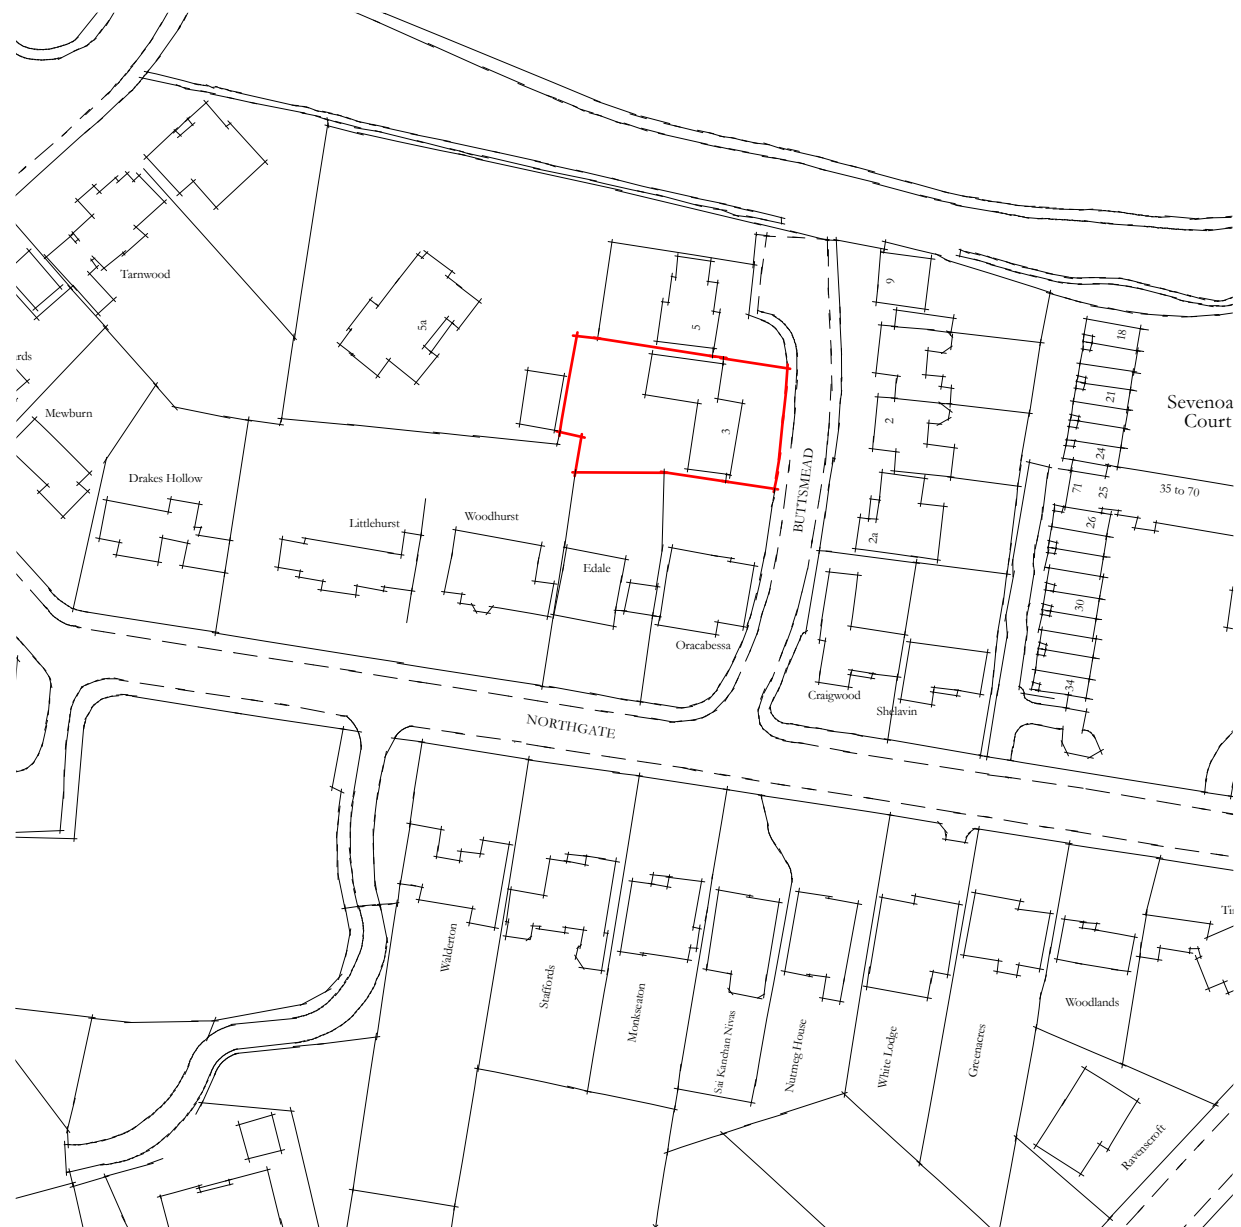 Tarnwood
5a
5
9
18
21
24
Sevenoa
Court
rds
Mewburn
3
2
BUTTSMEAD
Drakes Hollow
Littlehurst
Woodhurst
Edale
Oracabessa
2a
71
25
26
35 to 70
30
34
Craigwood
Shelavin
NORTHGATE
Walderton
Staffords
Monkseaton
Sai Kanchan Nivas
Nutmeg House
White Lodge
Greenacres
Woodlands
Ti
Ravenscroft